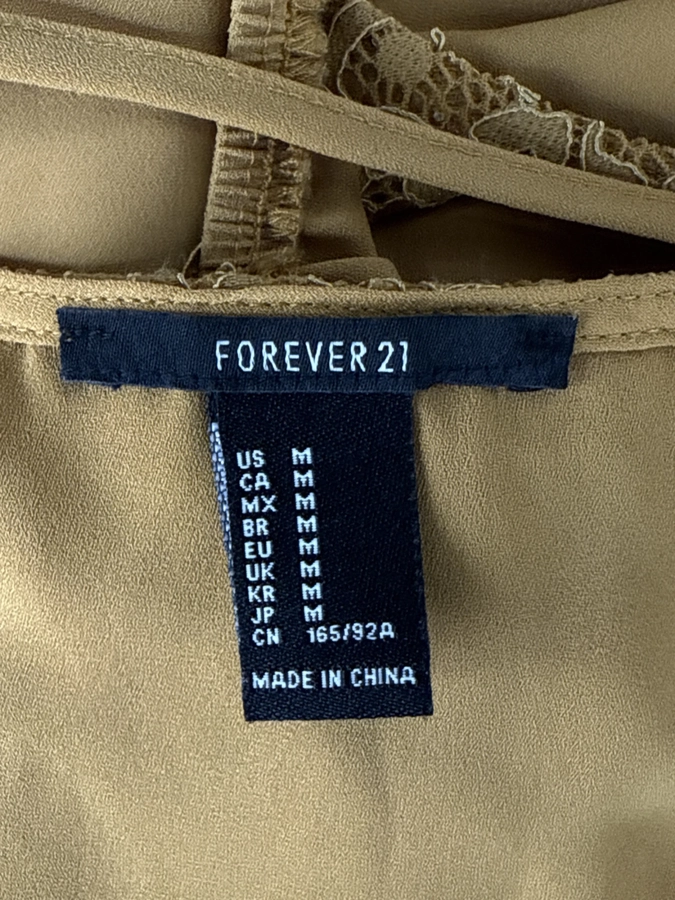 FOREVER 21
US M
CA M
MX M
BR M
EU M
UK M
KR M
JP M
CN 165/92A
MADE IN CHINA